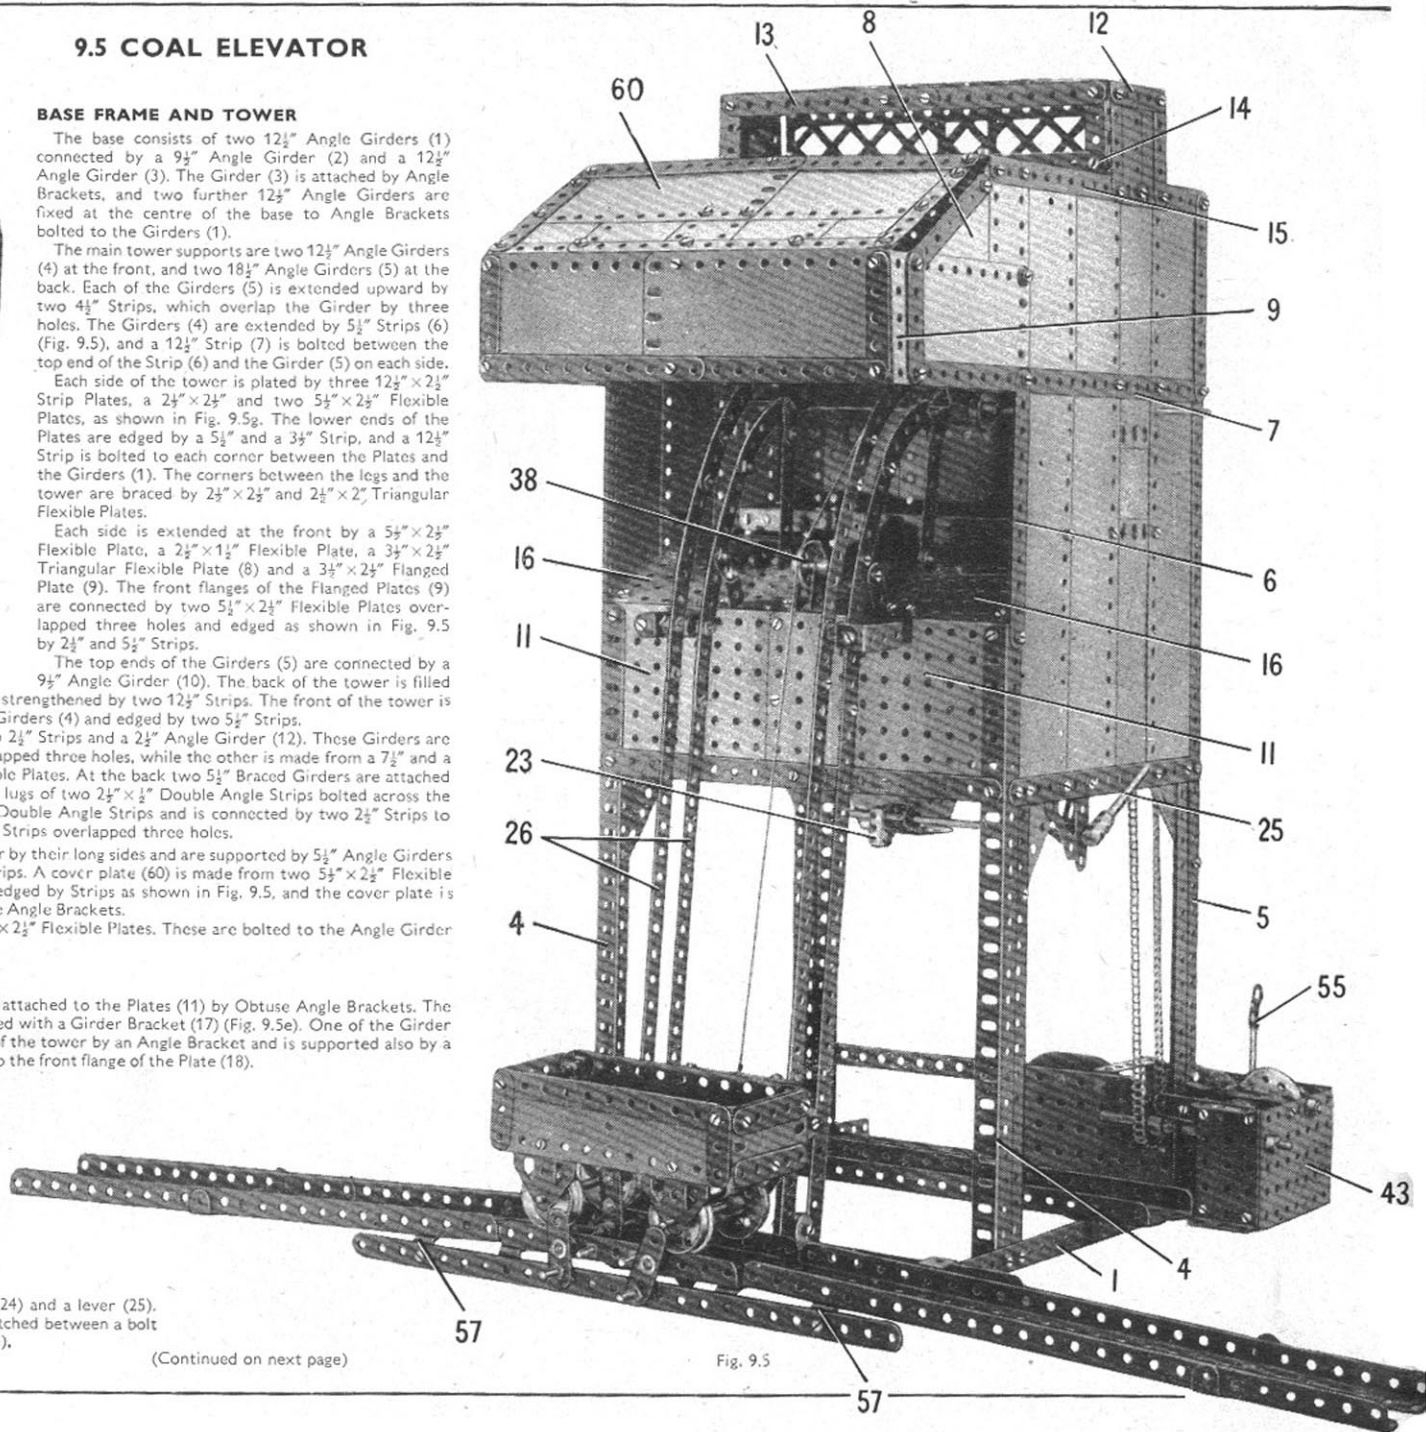 9.5 COAL ELEVATOR
BASE FRAME AND TOWER
The base consists of two 12½″ Angle Girders (1)
connected by a 9½″ Angle Girder (2) and a 12½″
Angle Girder (3). The Girder (3) is attached by Angle
Brackets, and two further 12½″ Angle Girders are
fixed at the centre of the base to Angle Brackets
bolted to the Girders (1).
The main tower supports are two 12½″ Angle Girders
(4) at the front, and two 18½″ Angle Girders (5) at the
back. Each of the Girders (5) is extended upward by
two 4½″ Strips, which overlap the Girder by three
holes. The Girders (4) are extended by 5½″ Strips (6)
(Fig. 9.5), and a 12½″ Strip (7) is bolted between the
top end of the Strip (6) and the Girder (5) on each side.
Each side of the tower is plated by three 12½″×2½″
Strip Plates, a 2½″×2½″ and two 5½″×2½″ Flexible
Plates, as shown in Fig. 9.5g. The lower ends of the
Plates are edged by a 5½″ and a 3½″ Strip, and a 12½″
Strip is bolted to each corner between the Plates and
the Girders (1). The corners between the legs and the
tower are braced by 2½″×2½″ and 2½″×2″ Triangular
Flexible Plates.
Each side is extended at the front by a 5½″×2½″
Flexible Plate, a 2½″×1½″ Flexible Plate, a 3½″×2½″
Triangular Flexible Plate (8) and a 3½″×2½″ Flanged
Plate (9). The front flanges of the Flanged Plates (9)
are connected by two 5½″×2½″ Flexible Plates over-
lapped three holes and edged as shown in Fig. 9.5
by 2½″ and 5½″ Strips.
The top ends of the Girders (5) are connected by a
9½″ Angle Girder (10). The back of the tower is filled
strengthened by two 12½″ Strips. The front of the tower is
Girders (4) and edged by two 5½″ Strips.
2½″ Strips and a 2½″ Angle Girder (12). These Girders are
pped three holes, while the other is made from a 7½″ and a
le Plates. At the back two 5½″ Braced Girders are attached
lugs of two 2½″×½″ Double Angle Strips bolted across the
Double Angle Strips and is connected by two 2½″ Strips to
Strips overlapped three holes.
r by their long sides and are supported by 5½″ Angle Girders
rips. A cover plate (60) is made from two 5½″×2½″ Flexible
edged by Strips as shown in Fig. 9.5, and the cover plate is
e Angle Brackets.
×2½″ Flexible Plates. These are bolted to the Angle Girder
attached to the Plates (11) by Obtuse Angle Brackets. The
ed with a Girder Bracket (17) (Fig. 9.5e). One of the Girder
f the tower by an Angle Bracket and is supported also by a
o the front flange of the Plate (18).
24) and a lever (25).
tched between a bolt
).
(Continued on next page)
13
8
12
60
14
15
9
7
38
6
16
16
11
11
23
25
26
4
5
55
43
4
1
57
57
Fig. 9.5